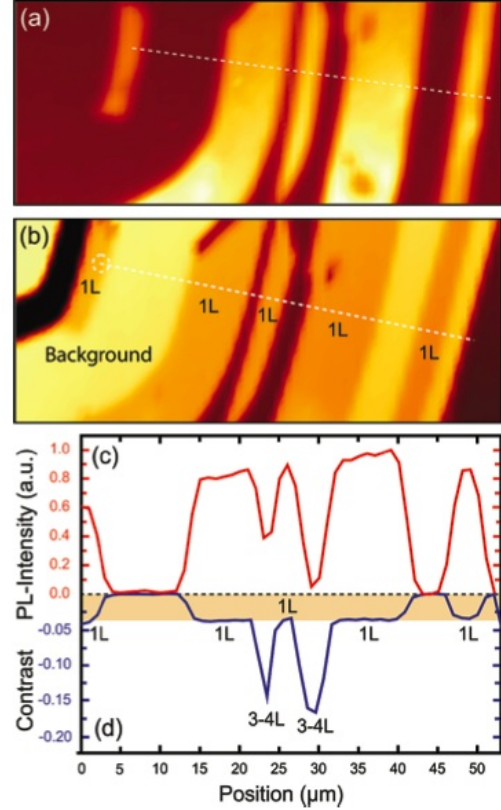 (a)
(b)
1L
1L
1L
1L
1L
Background
(c)
PL-Intensity (a.u.)
1.0
0.8
0.6
0.4
0.2
0.0
1L
1L
1L
1L
1L
3-4L
3-4L
(d)
Contrast
-0.05
-0.10
-0.15
-0.20
0
5
10
15
20
25
30
35
40
45
50
Position (µm)